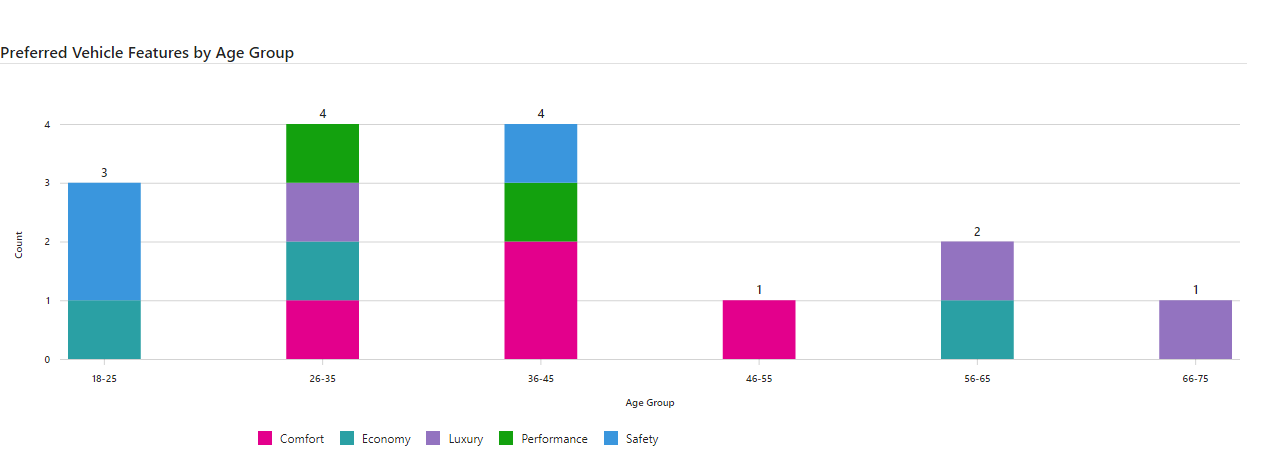 Preferred Vehicle Features by Age Group
4 4
4
3
3
2
2
1 1
1
0
Count
18-25 26-35 36-45 46-55 56-65 66-75
Age Group
Comfort Economy Luxury Performance Safety